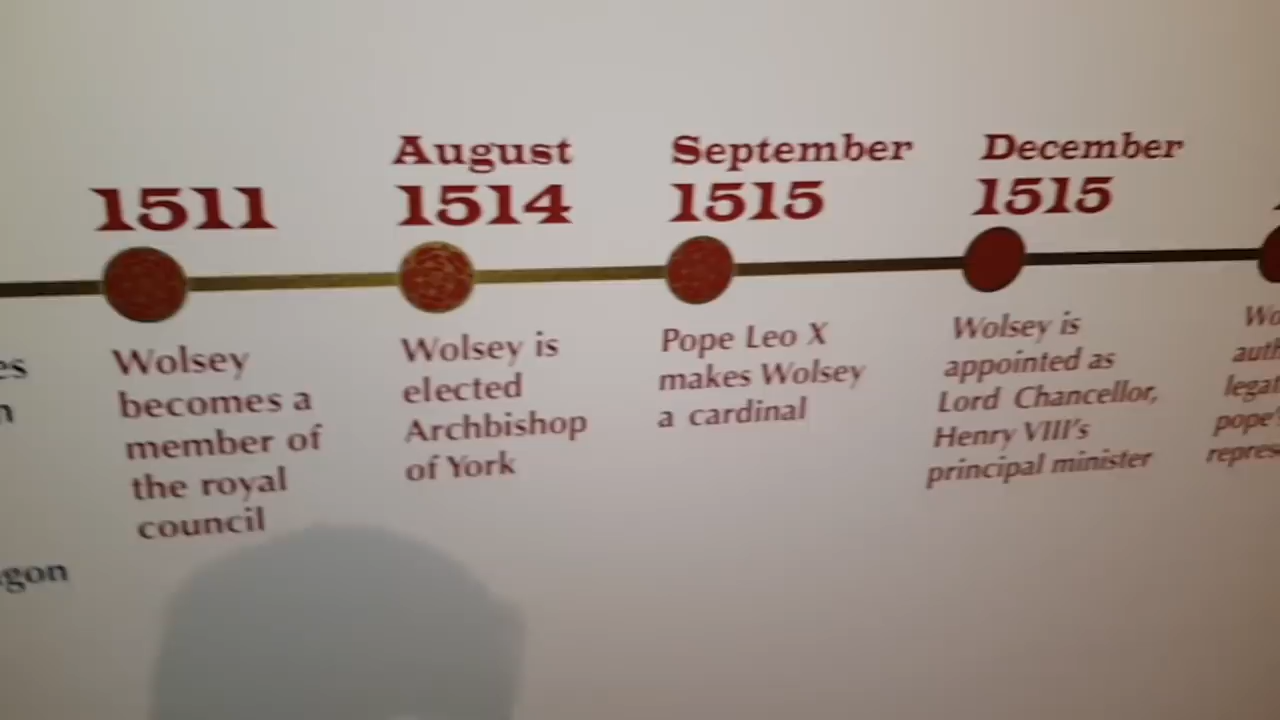 1511
Wolsey
becomes a
member of
the royal
council
August
1514
Wolsey is
elected
Archbishop
of York
September
1515
Pope Leo X
makes Wolsey
a cardinal
December
1515
Wolsey is
appointed as
Lord Chancellor,
Henry VIII's
principal minister